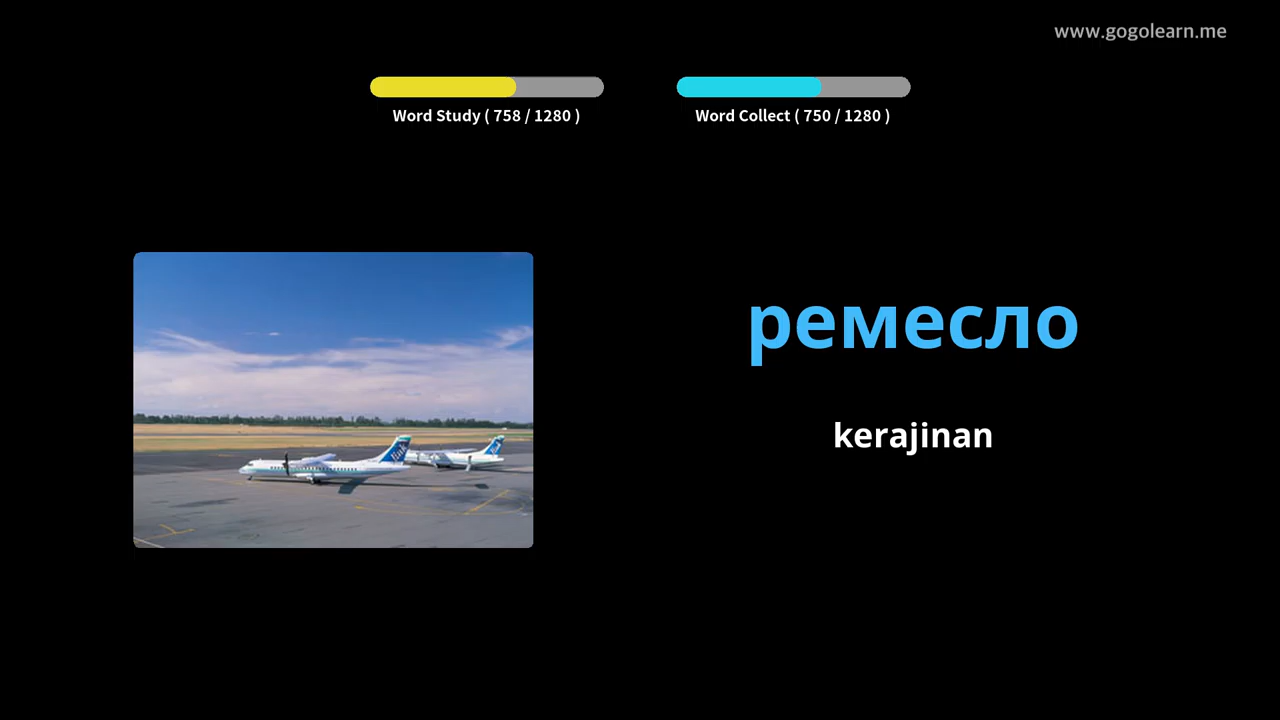 www.gogolearn.me
Word Study ( 758 / 1280 )
Word Collect ( 750 / 1280 )
ремесло
kerajinan